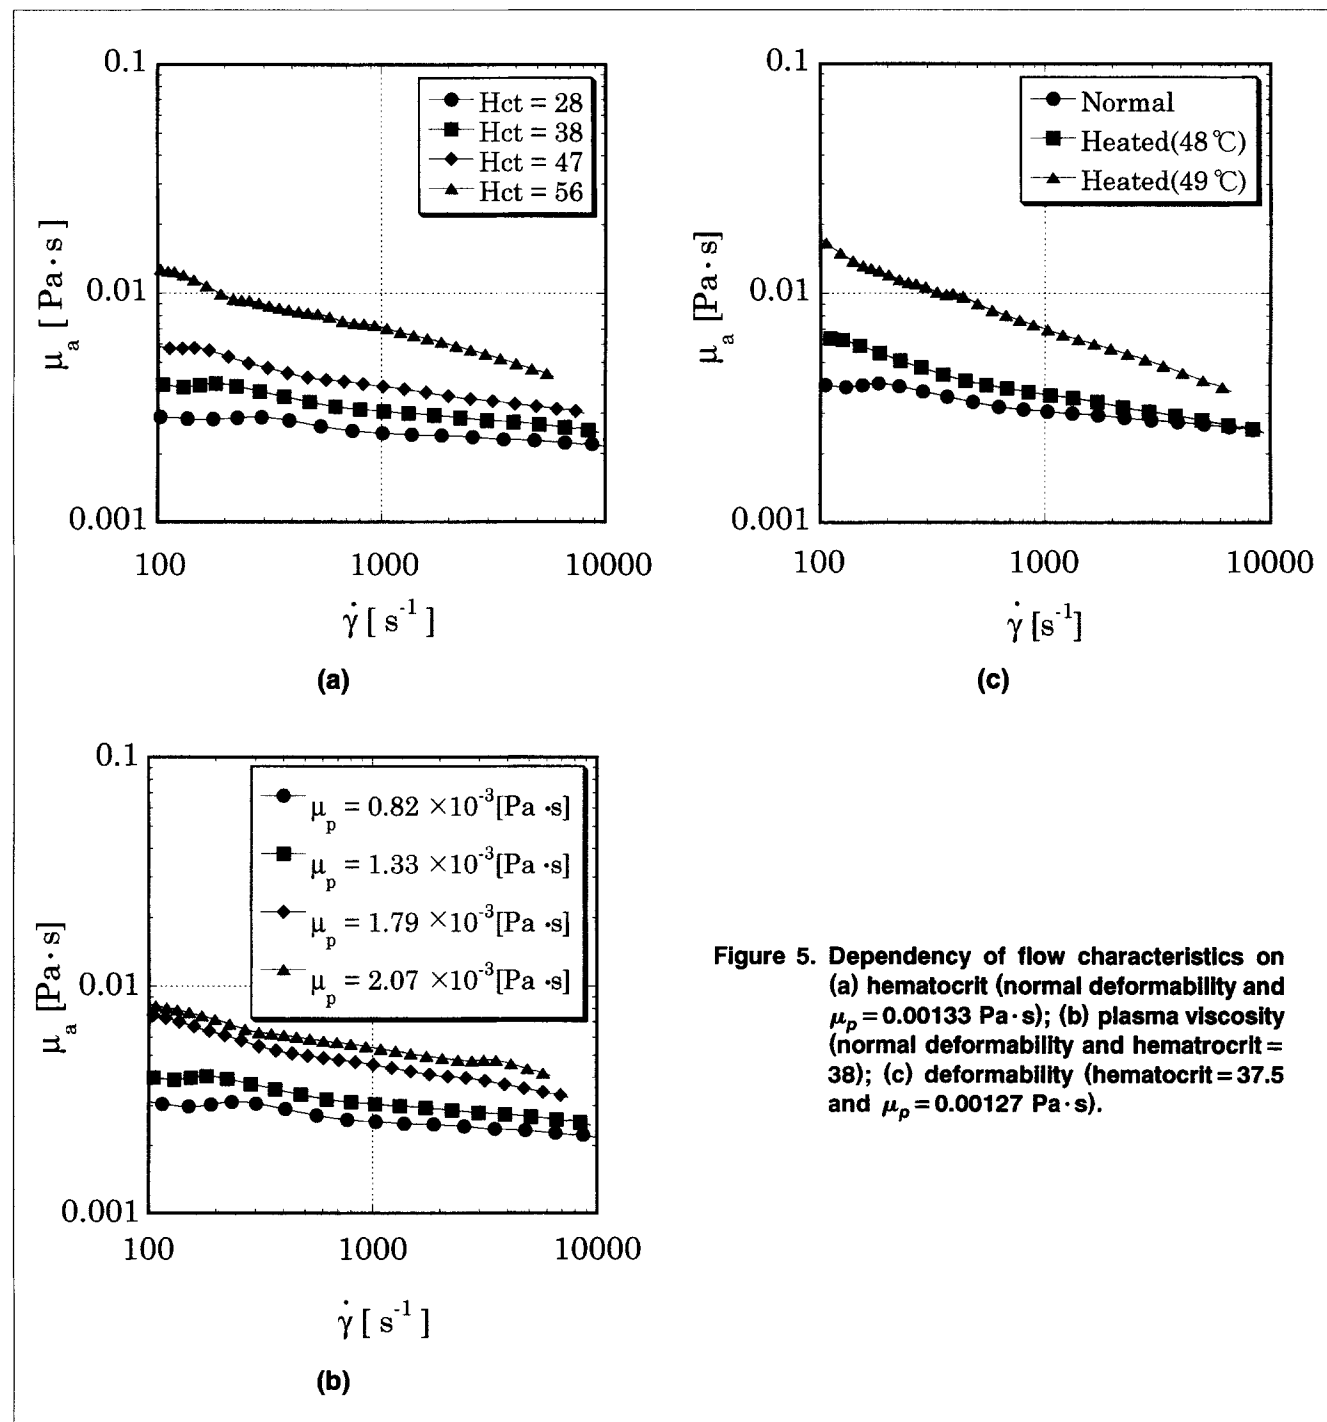 0.1
0.01
0.001
μa [ Pa·s ]
Hct = 28
Hct = 38
Hct = 47
Hct = 56
100 1000 10000
γ̇ [ s-1 ]
(a)
0.1
0.01
0.001
μa [Pa·s]
Normal
Heated(48 ℃)
Heated(49 ℃)
100 1000 10000
γ̇ [s-1]
(c)
0.1
0.01
0.001
μa [Pa·s]
μp = 0.82 ×10-3[Pa ·s]
μp = 1.33 ×10-3[Pa ·s]
μp = 1.79 ×10-3[Pa ·s]
μp = 2.07 ×10-3[Pa ·s]
100 1000 10000
γ̇ [ s-1 ]
(b)
Figure 5. Dependency of flow characteristics on
(a) hematocrit (normal deformability and
μp = 0.00133 Pa·s); (b) plasma viscosity
(normal deformability and hematrocrit =
38); (c) deformability (hematocrit = 37.5
and μp = 0.00127 Pa·s).